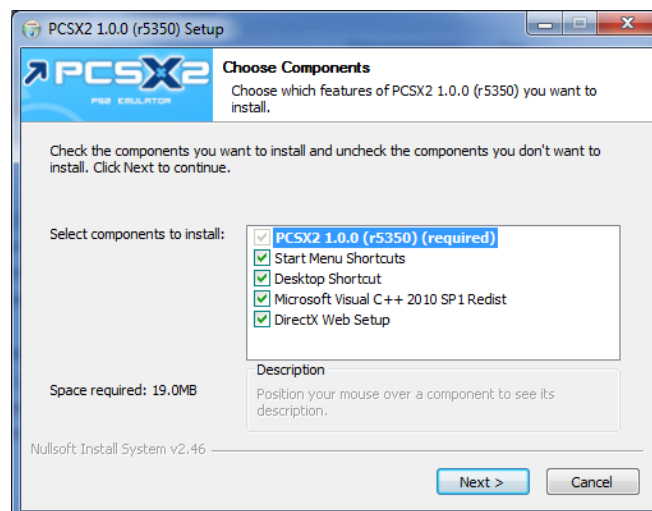 PCSX2 1.0.0 (r5350) Setup
PCSX2
PS2 EMULATOR
Choose Components
Choose which features of PCSX2 1.0.0 (r5350) you want to
install.
Check the components you want to install and uncheck the components you don't want to
install. Click Next to continue.
Select components to install:
PCSX2 1.0.0 (r5350) (required)
Start Menu Shortcuts
Desktop Shortcut
Microsoft Visual C++ 2010 SP1 Redist
DirectX Web Setup
Space required: 19.0MB
Description
Position your mouse over a component to see its
description.
Nullsoft Install System v2.46
Next >
Cancel